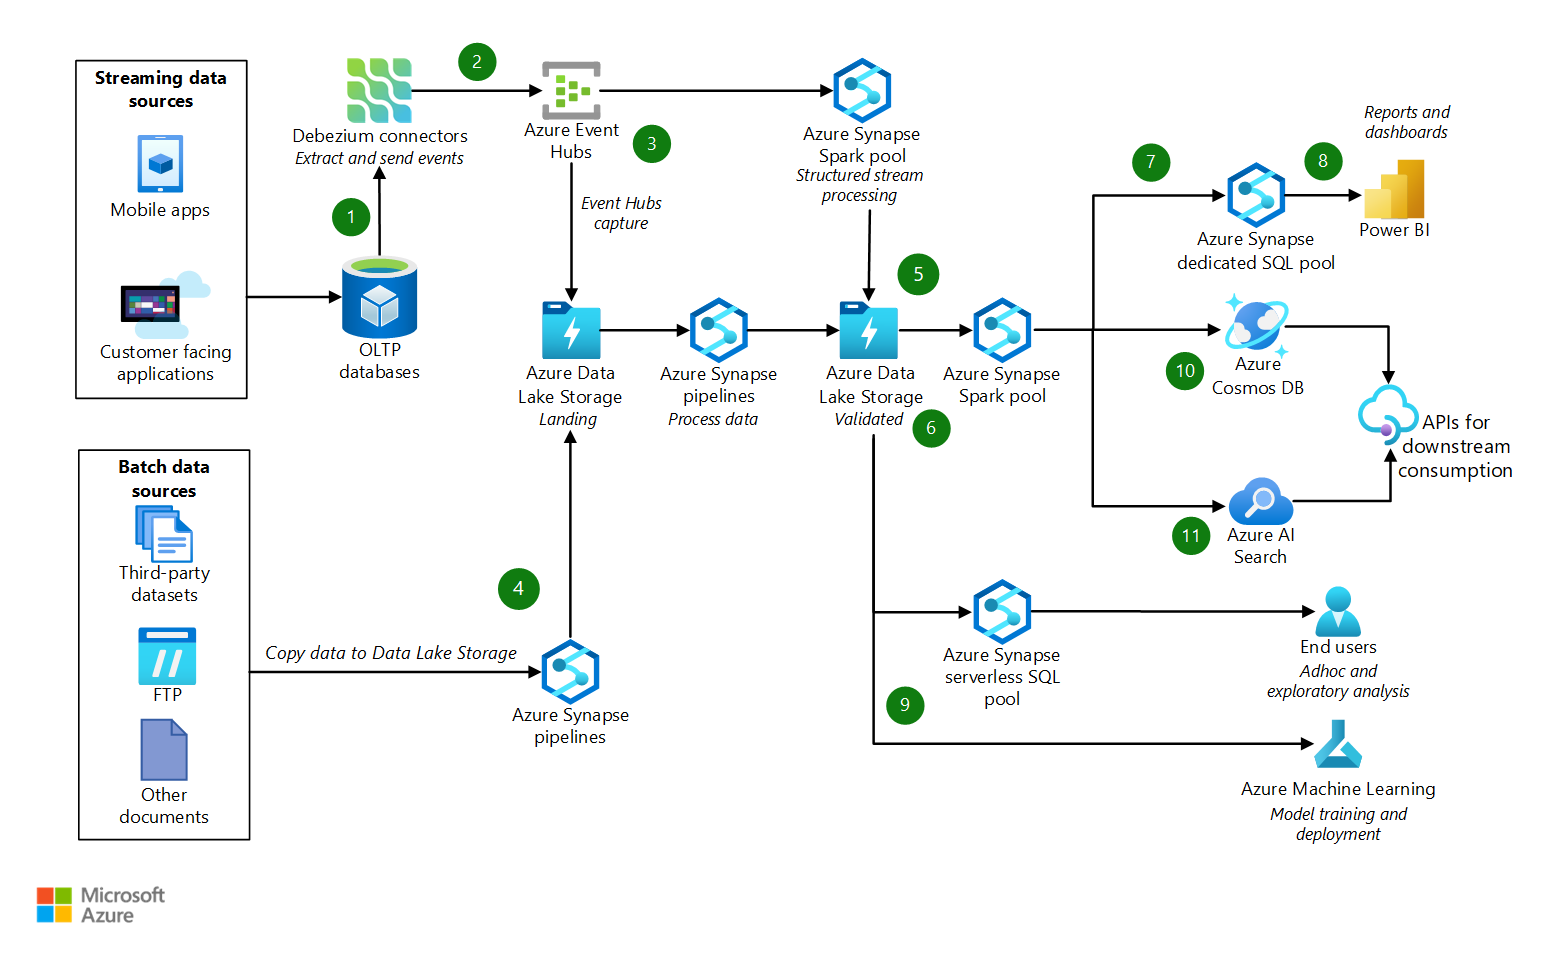 Streaming data
sources
Mobile apps
Customer facing
applications
Batch data
sources
Third-party
datasets
FTP
Other
documents
1
OLTP
databases
Debezium connectors
Extract and send events
2
Azure Event
Hubs
3
Event Hubs
capture
Azure Synapse
Spark pool
Structured stream
processing
Copy data to Data Lake Storage
4
Azure Synapse
pipelines
Azure Data
Lake Storage
Landing
Azure Synapse
pipelines
Process data
Azure Data
Lake Storage
Validated
5
6
Azure Synapse
Spark pool
7
Azure Synapse
dedicated SQL pool
8
Reports and
dashboards
Power BI
10
Azure
Cosmos DB
11
Azure AI
Search
APIs for
downstream
consumption
9
Azure Synapse
serverless SQL
pool
End users
Adhoc and
exploratory analysis
Azure Machine Learning
Model training and
deployment
Microsoft
Azure